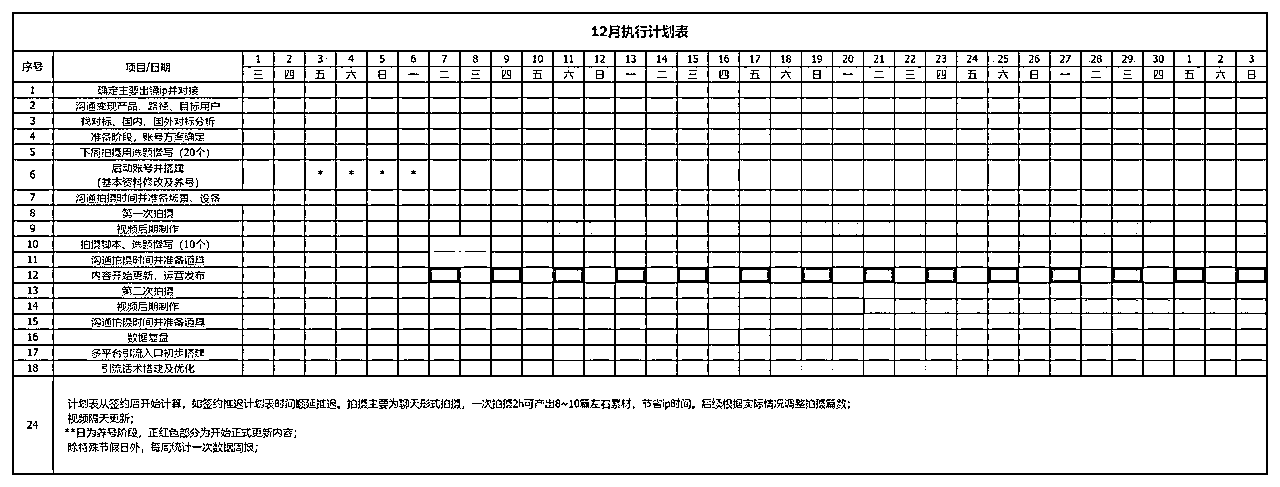 12月执行计划表
序号 项目/日期 1 2 3 4 5 6 7 8 9 10 11 12 13 14 15 16 17 18 19 20 21 22 23 24 25 26 27 28 29 30 1 2 3
三 四 五 六 日 一 二 三 四 五 六 日 一 二 三 四 五 六 日 一 二 三 四 五 六 日 一 二 三 四 五 六 日
1 确定主要出镜ip并对接
2 沟通变现产品、路径、目标用户
3 找对标、国内、国外对标分析
4 准备阶段，账号方案确定
5 下周拍摄用选题撰写（20个）
6 启动账号并搭建
(基本资料修改及养号) * * * *
7 沟通拍摄时间并准备场景、设备
8 第一次拍摄
9 视频后期制作
10 拍摄脚本、选题撰写（10个）
11 沟通拍摄时间并准备道具
12 内容开始更新，运营发布
13 第二次拍摄
14 视频后期制作
15 沟通拍摄时间并准备道具
16 数据复盘
17 多平台引流入口初步搭建
18 引流话术搭建及优化
24 计划表从签约后开始计算，如签约推迟计划表时间顺延推迟。拍摄主要为聊天形式拍摄，一次拍摄2h可产出8~10篇左右素材，节省ip时间。后续根据实际情况调整拍摄篇数；
视频隔天更新；
**日为养号阶段，正红色部分为开始正式更新内容；
除特殊节假日外，每周统计一次数据周报；